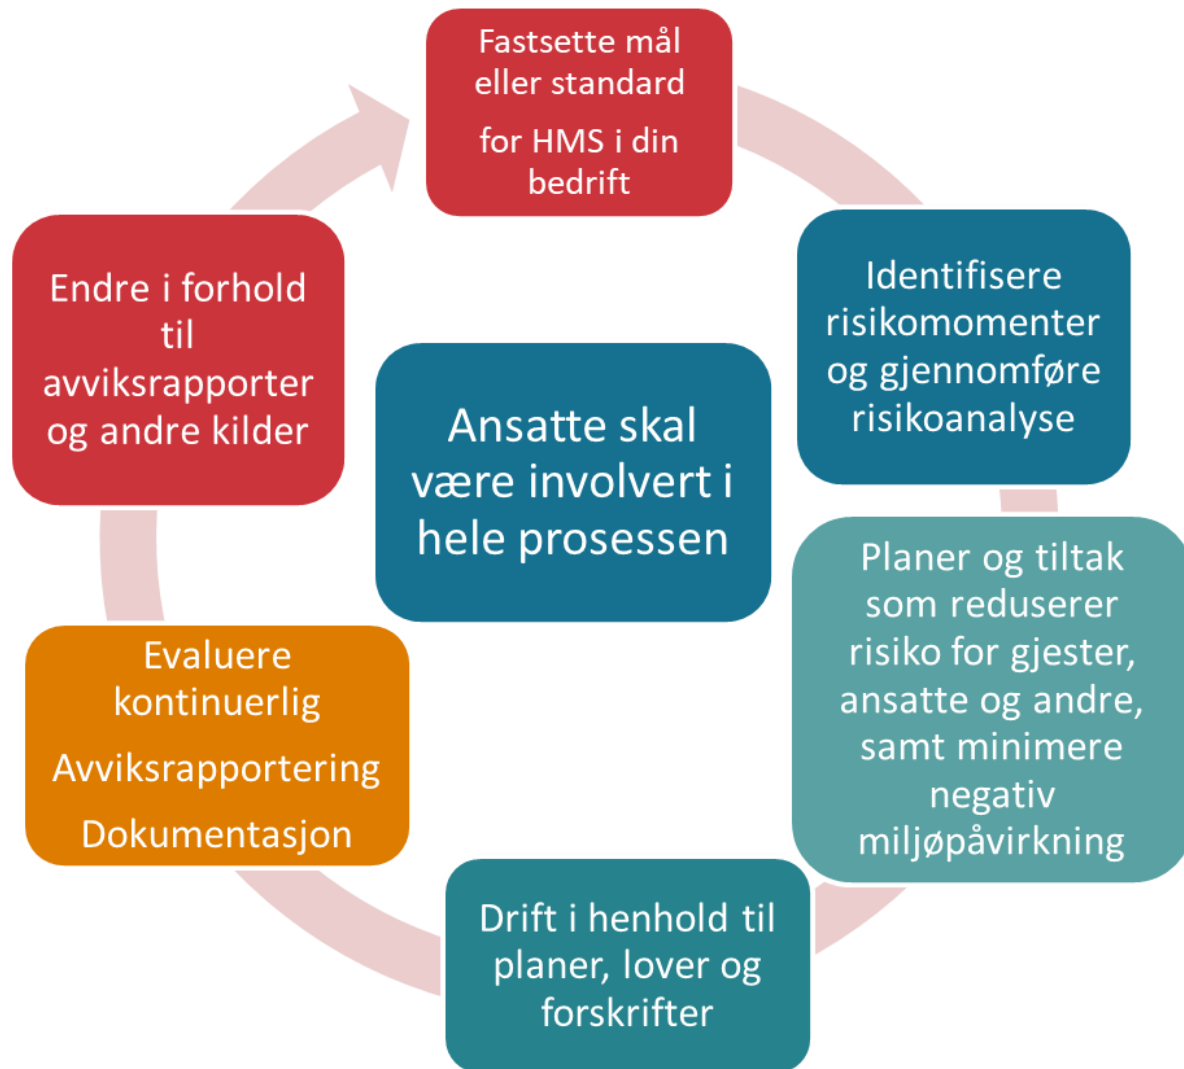 Fastsette mål
eller standard
for HMS i din
bedrift
Identifisere
risikomomenter
og gjennomføre
risikoanalyse
Planer og tiltak
som reduserer
risiko for gjester,
ansatte og andre,
samt minimere
negativ
miljøpåvirkning
Drift i henhold til
planer, lover og
forskrifter
Evaluere
kontinuerlig
Avviksrapportering
Dokumentasjon
Endre i forhold
til
avviksrapporter
og andre kilder
Ansatte skal
være involvert i
hele prosessen